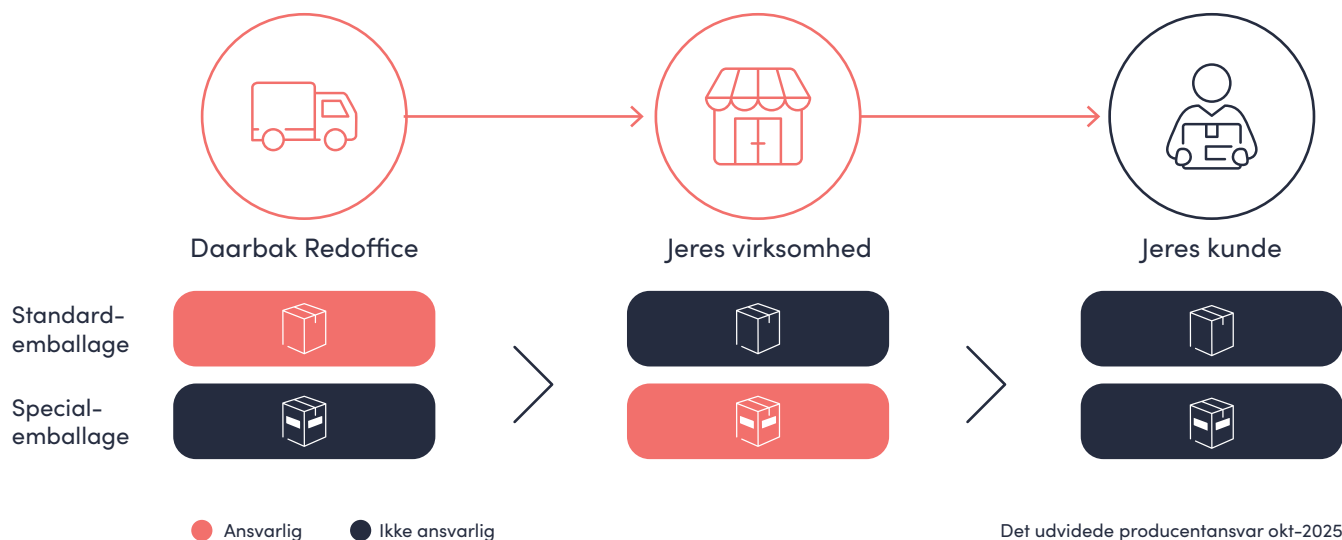 Daarbak Redoffice
Jeres virksomhed
Jeres kunde
Standard-
emballage
Special-
emballage
Ansvarlig
Ikke ansvarlig
Det udvidede producentansvar okt-2025